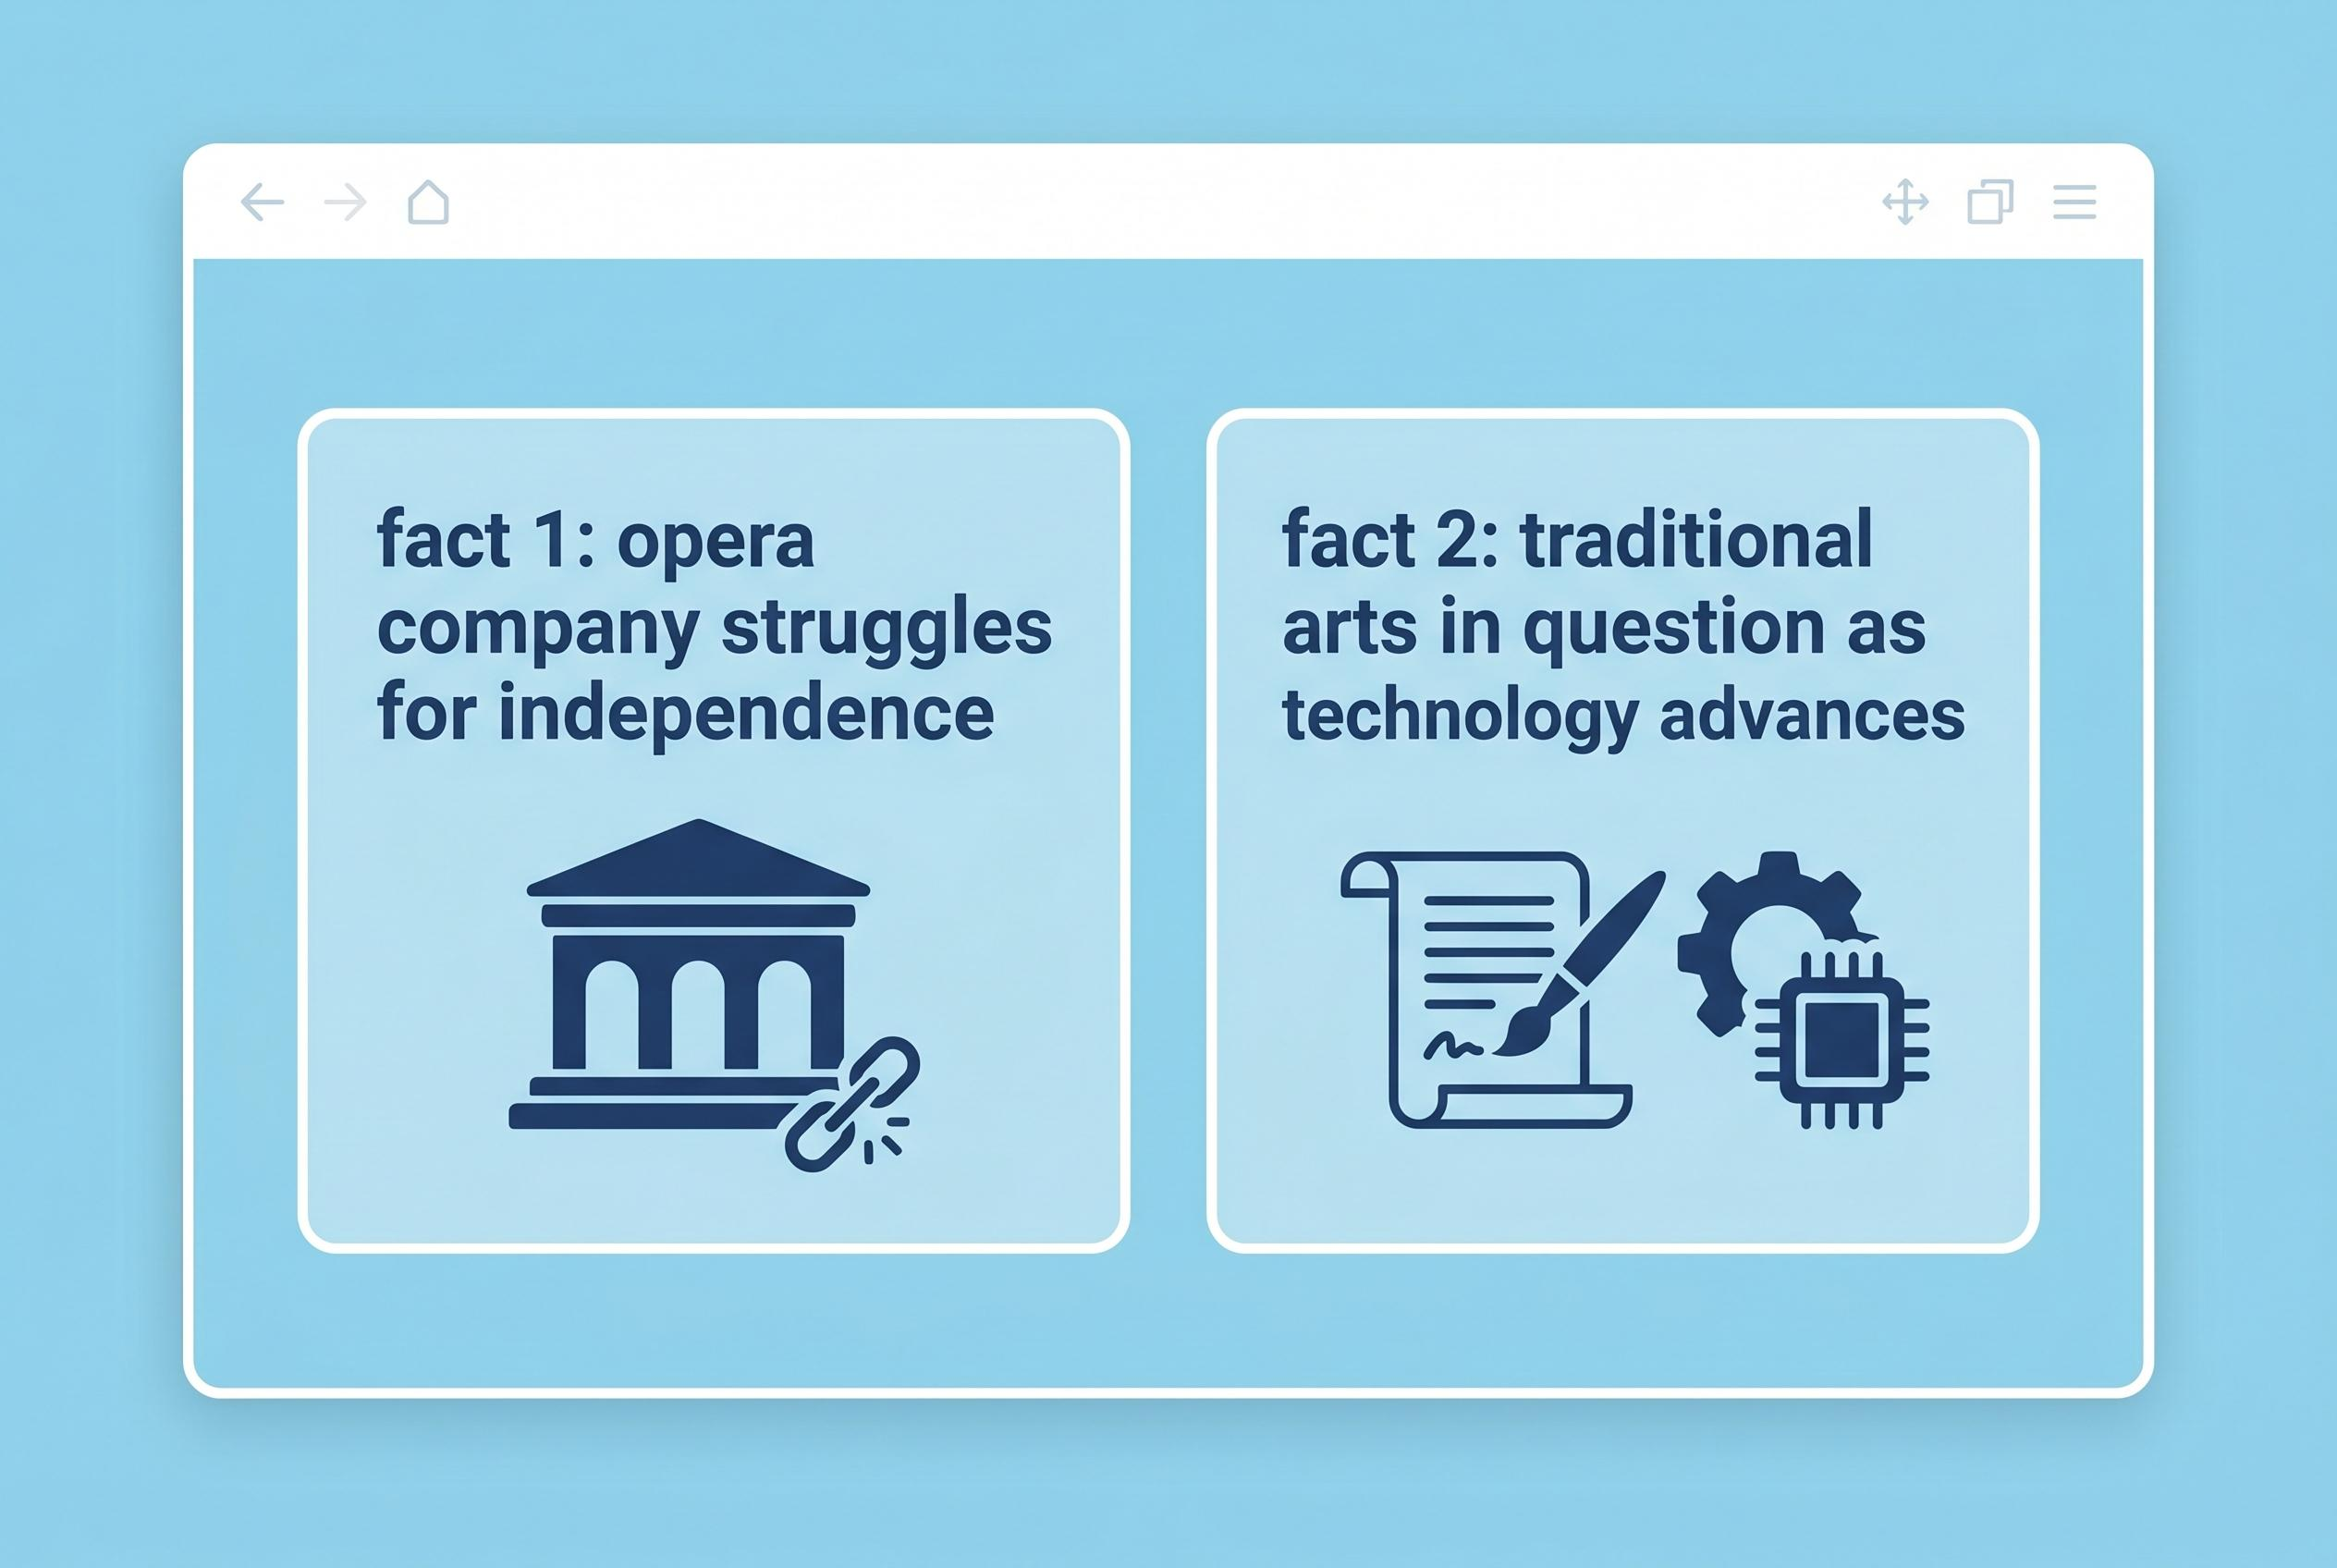 fact 1: opera
company struggles
for independence
fact 2: traditional
arts in question as
technology advances